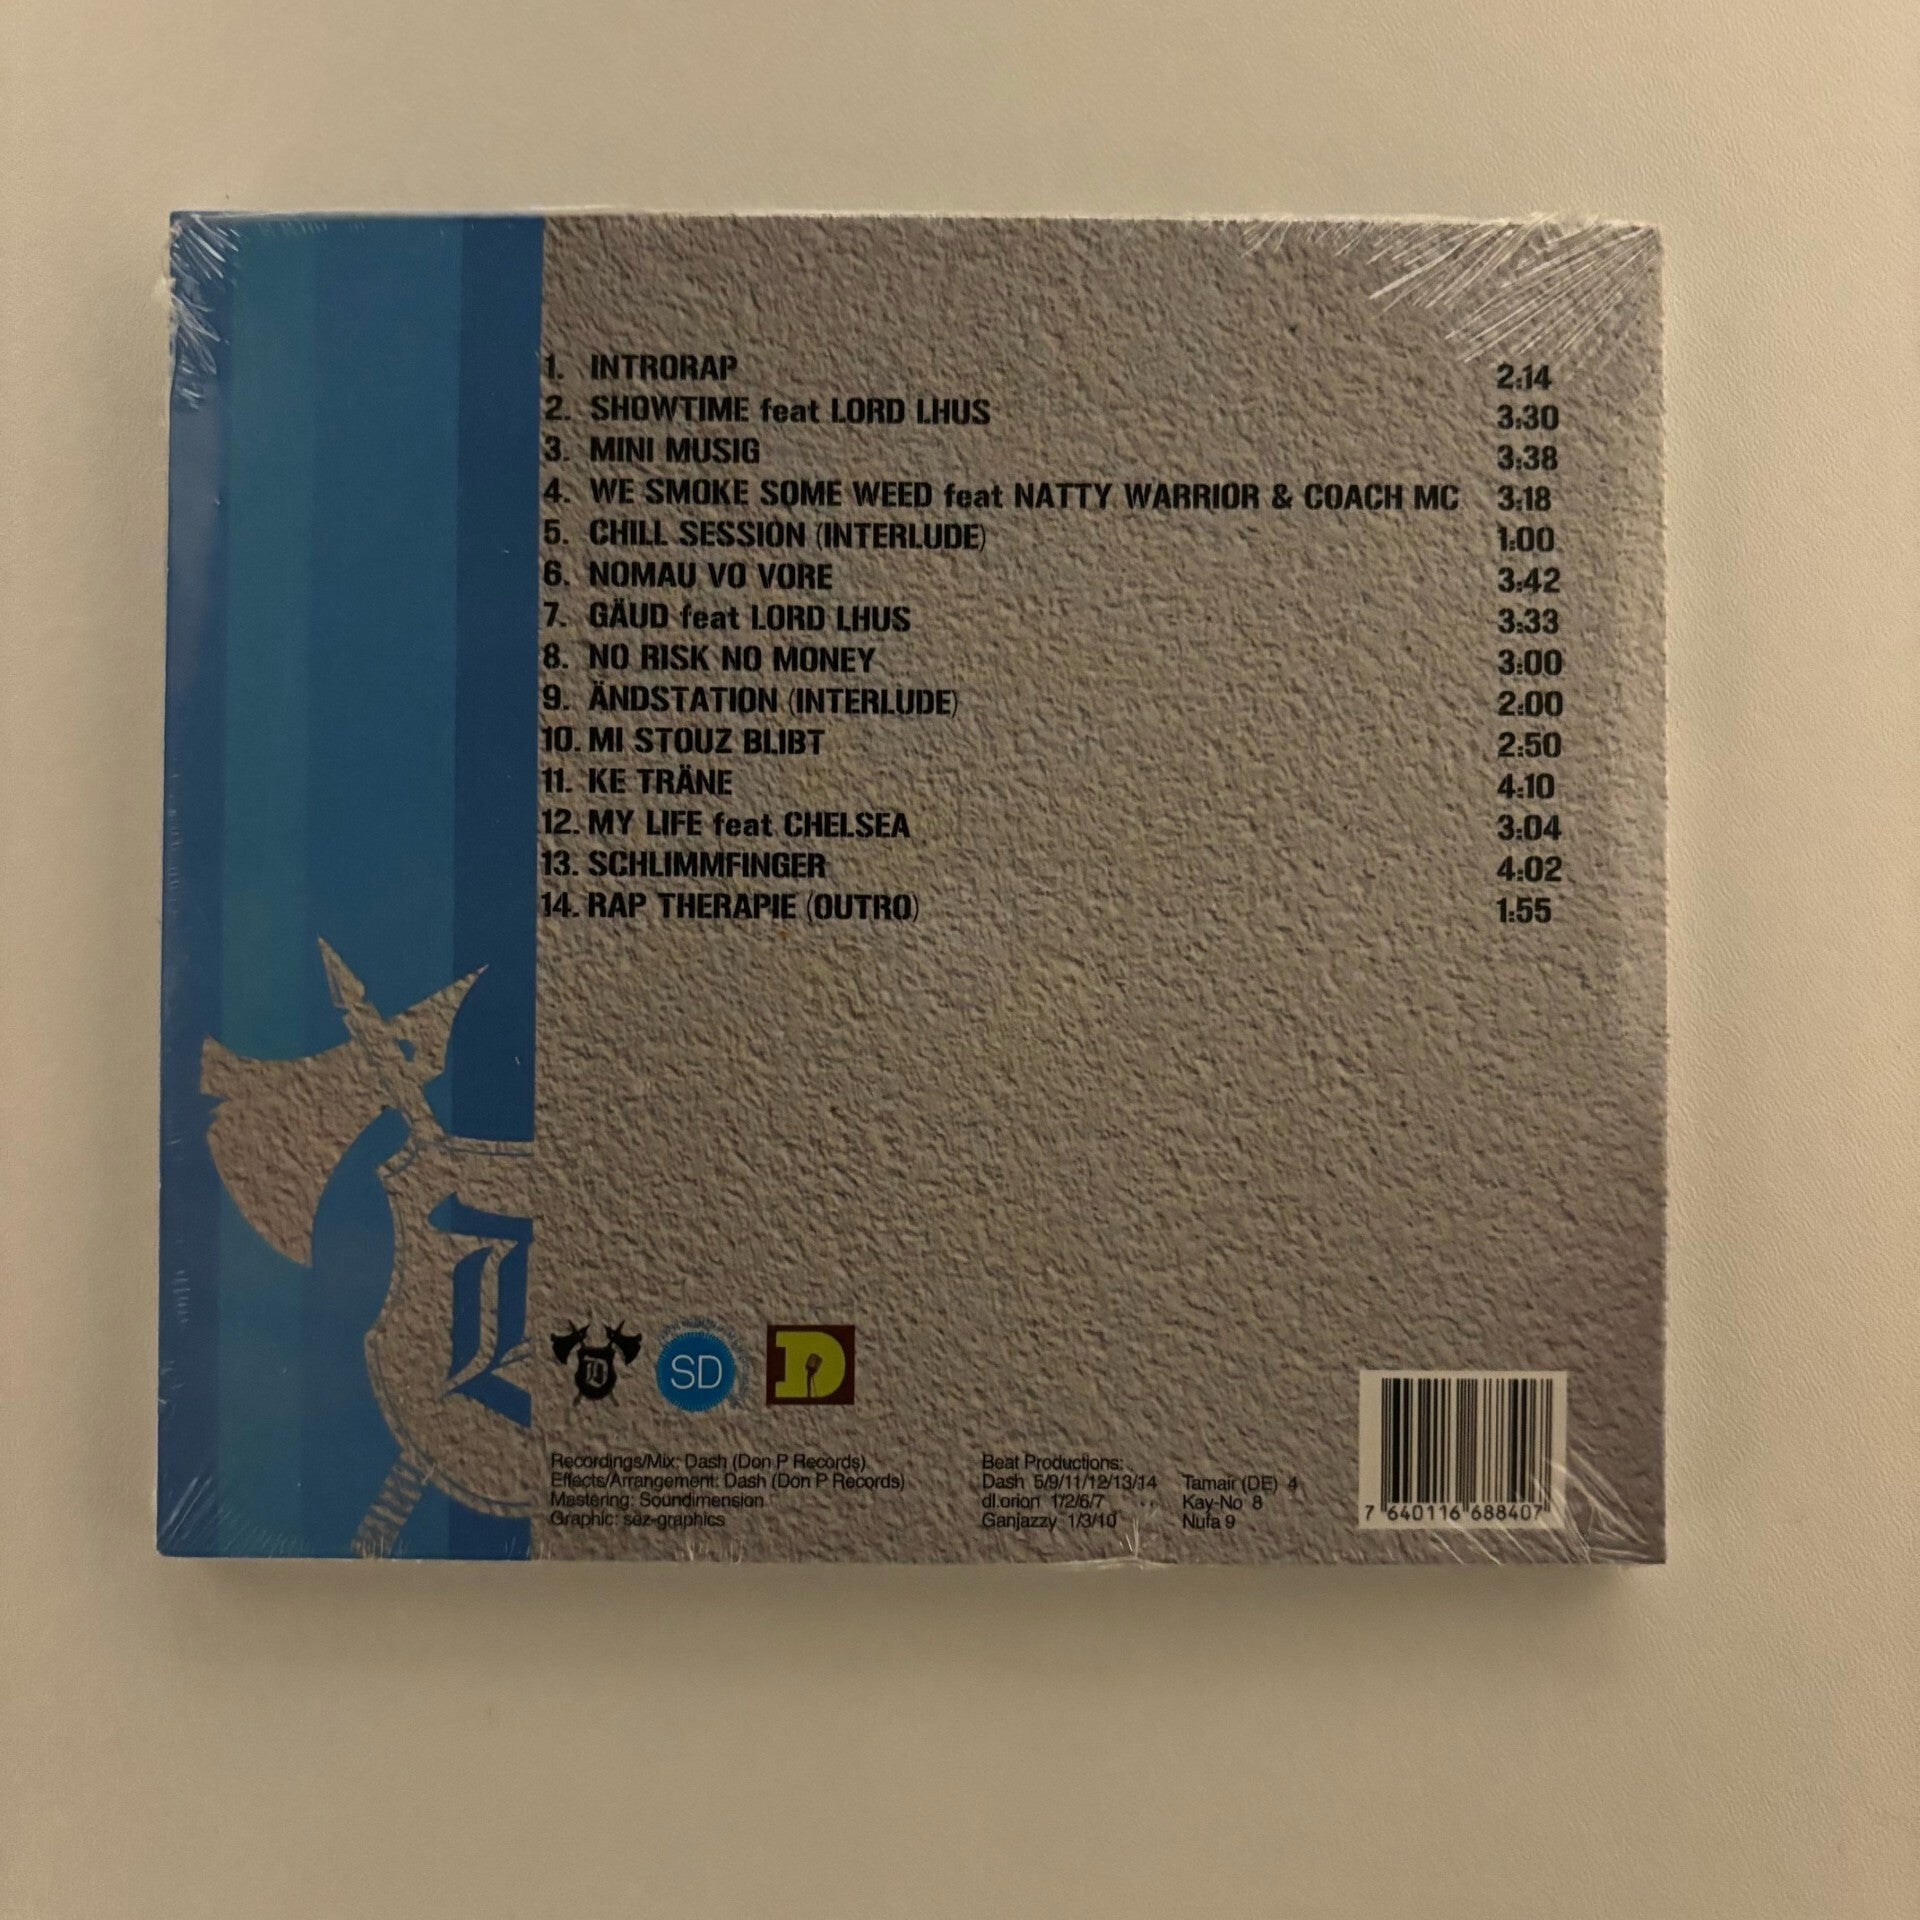 1. INTRORAP 2:14
2. SHOWTIME feat LORD LHUS 3:30
3. MINI MUSIG 3:38
4. WE SMOKE SOME WEED feat NATTY WARRIOR & COACH MC 3:18
5. CHILL SESSION (INTERLUDE) 1:00
6. NOMAU VO VORE 3:42
7. GÄUD feat LORD LHUS 3:33
8. NO RISK NO MONEY 3:00
9. ÄNDSTATION (INTERLUDE) 2:00
10. MI STOUZ BLIBT 2:50
11. KE TRÄNE 4:10
12. MY LIFE feat CHELSEA 3:04
13. SCHLIMMFINGER 4:02
14. RAP THERAPIE (OUTRO) 1:55
D
SD
D
Recordings/Mix: Dash (Don P Records)
Effects/Arrangement: Dash (Don P Records)
Mastering: Soundimension
Graphic: säz-graphics
Beat Productions:
Dash 5/9/11/12/13/14
dl.orion 1/2/6/7
Ganjazzy 1/3/10
Tamair (DE) 4
Kay-No 8
Nufa 9
7 640116 688407